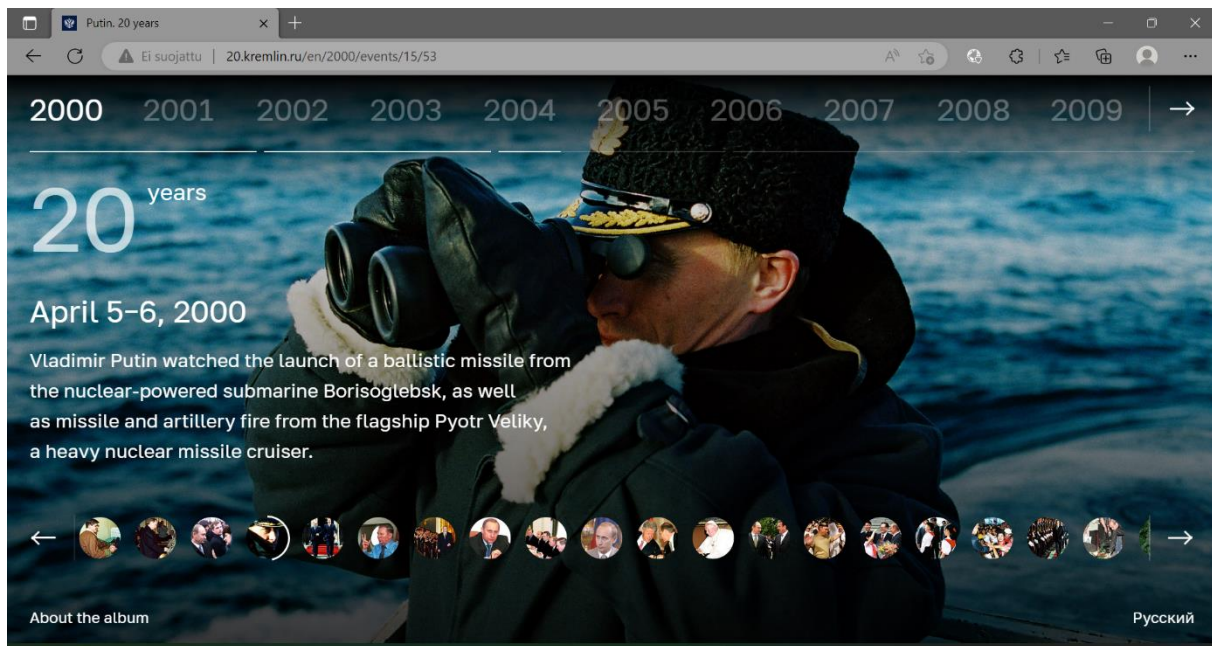 Putin. 20 years
Ei suojattu | 20.kremlin.ru/en/2000/events/15/53
2000 2001 2002 2003 2004 2005 2006 2007 2008 2009
20 years
April 5–6, 2000
Vladimir Putin watched the launch of a ballistic missile from
the nuclear-powered submarine Borisoglebsk, as well
as missile and artillery fire from the flagship Pyotr Veliky,
a heavy nuclear missile cruiser.
About the album
Русский